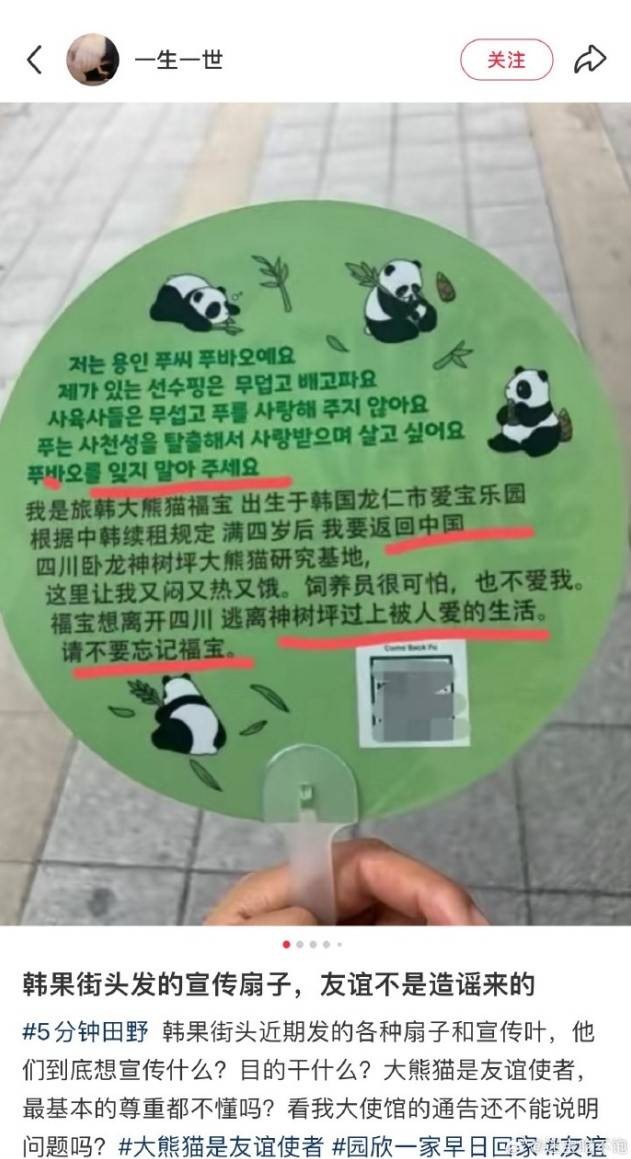 一生一世
关注
저는 용인 푸씨 푸바오예요
제가 있는 선수핑은 무덥고 배고파요
사육사들은 무섭고 푸를 사랑해 주지 않아요
푸는 사천성을 탈출해서 사랑받으며 살고 싶어요
푸바오를 잊지 말아 주세요
我是旅韩大熊猫福宝 出生于韩国龙仁市爱宝乐园
根据中韩续租规定 满四岁后 我要返回中国
四川卧龙神树坪大熊猫研究基地，
这里让我又闷又热又饿。饲养员很可怕，也不爱我。
福宝想离开四川 逃离神树坪过上被人爱的生活。
请不要忘记福宝。
Come Back Fu
韩果街头发的宣传扇子，友谊不是造谣来的
#5分钟田野 韩果街头近期发的各种扇子和宣传叶，他
们到底想宣传什么？目的干什么？大熊猫是友谊使者，
最基本的尊重都不懂吗？看我大使馆的通告还不能说明
问题吗？#大熊猫是友谊使者 #园欣一家早日回家 #友谊